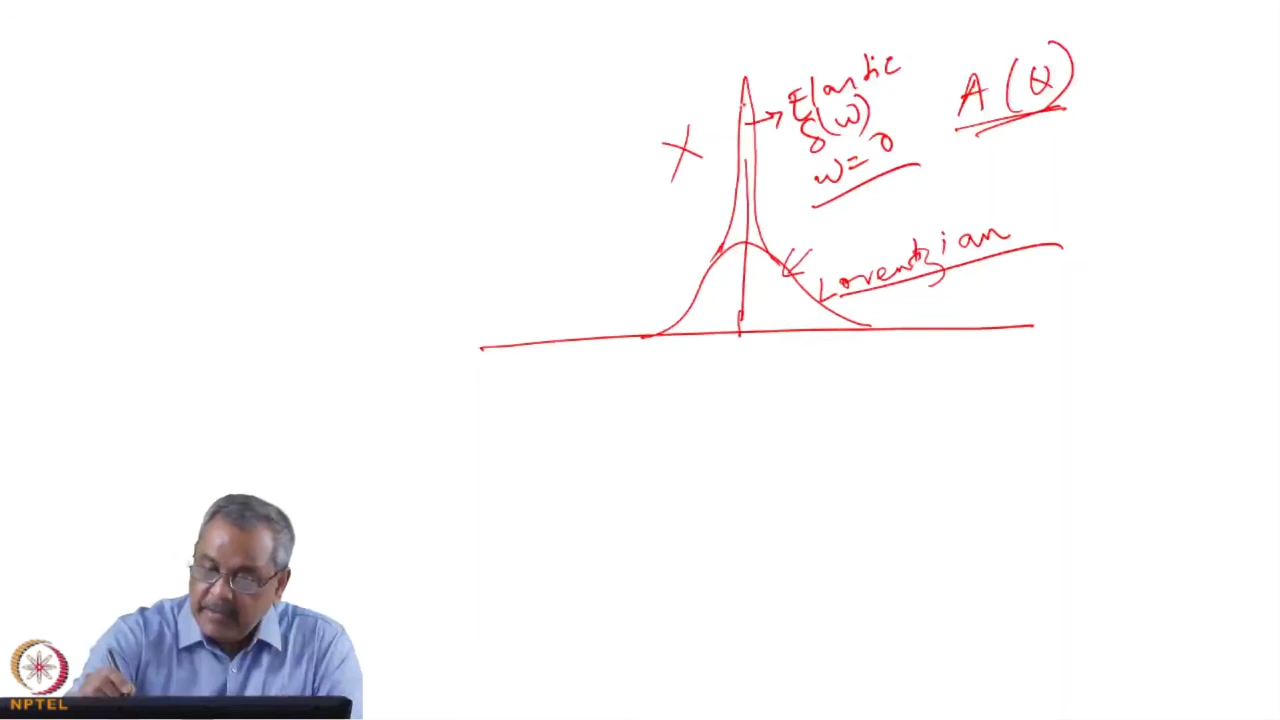 Elastic
δ(ω)
ω = 0
A(Q)
Lorentzian
NPTEL